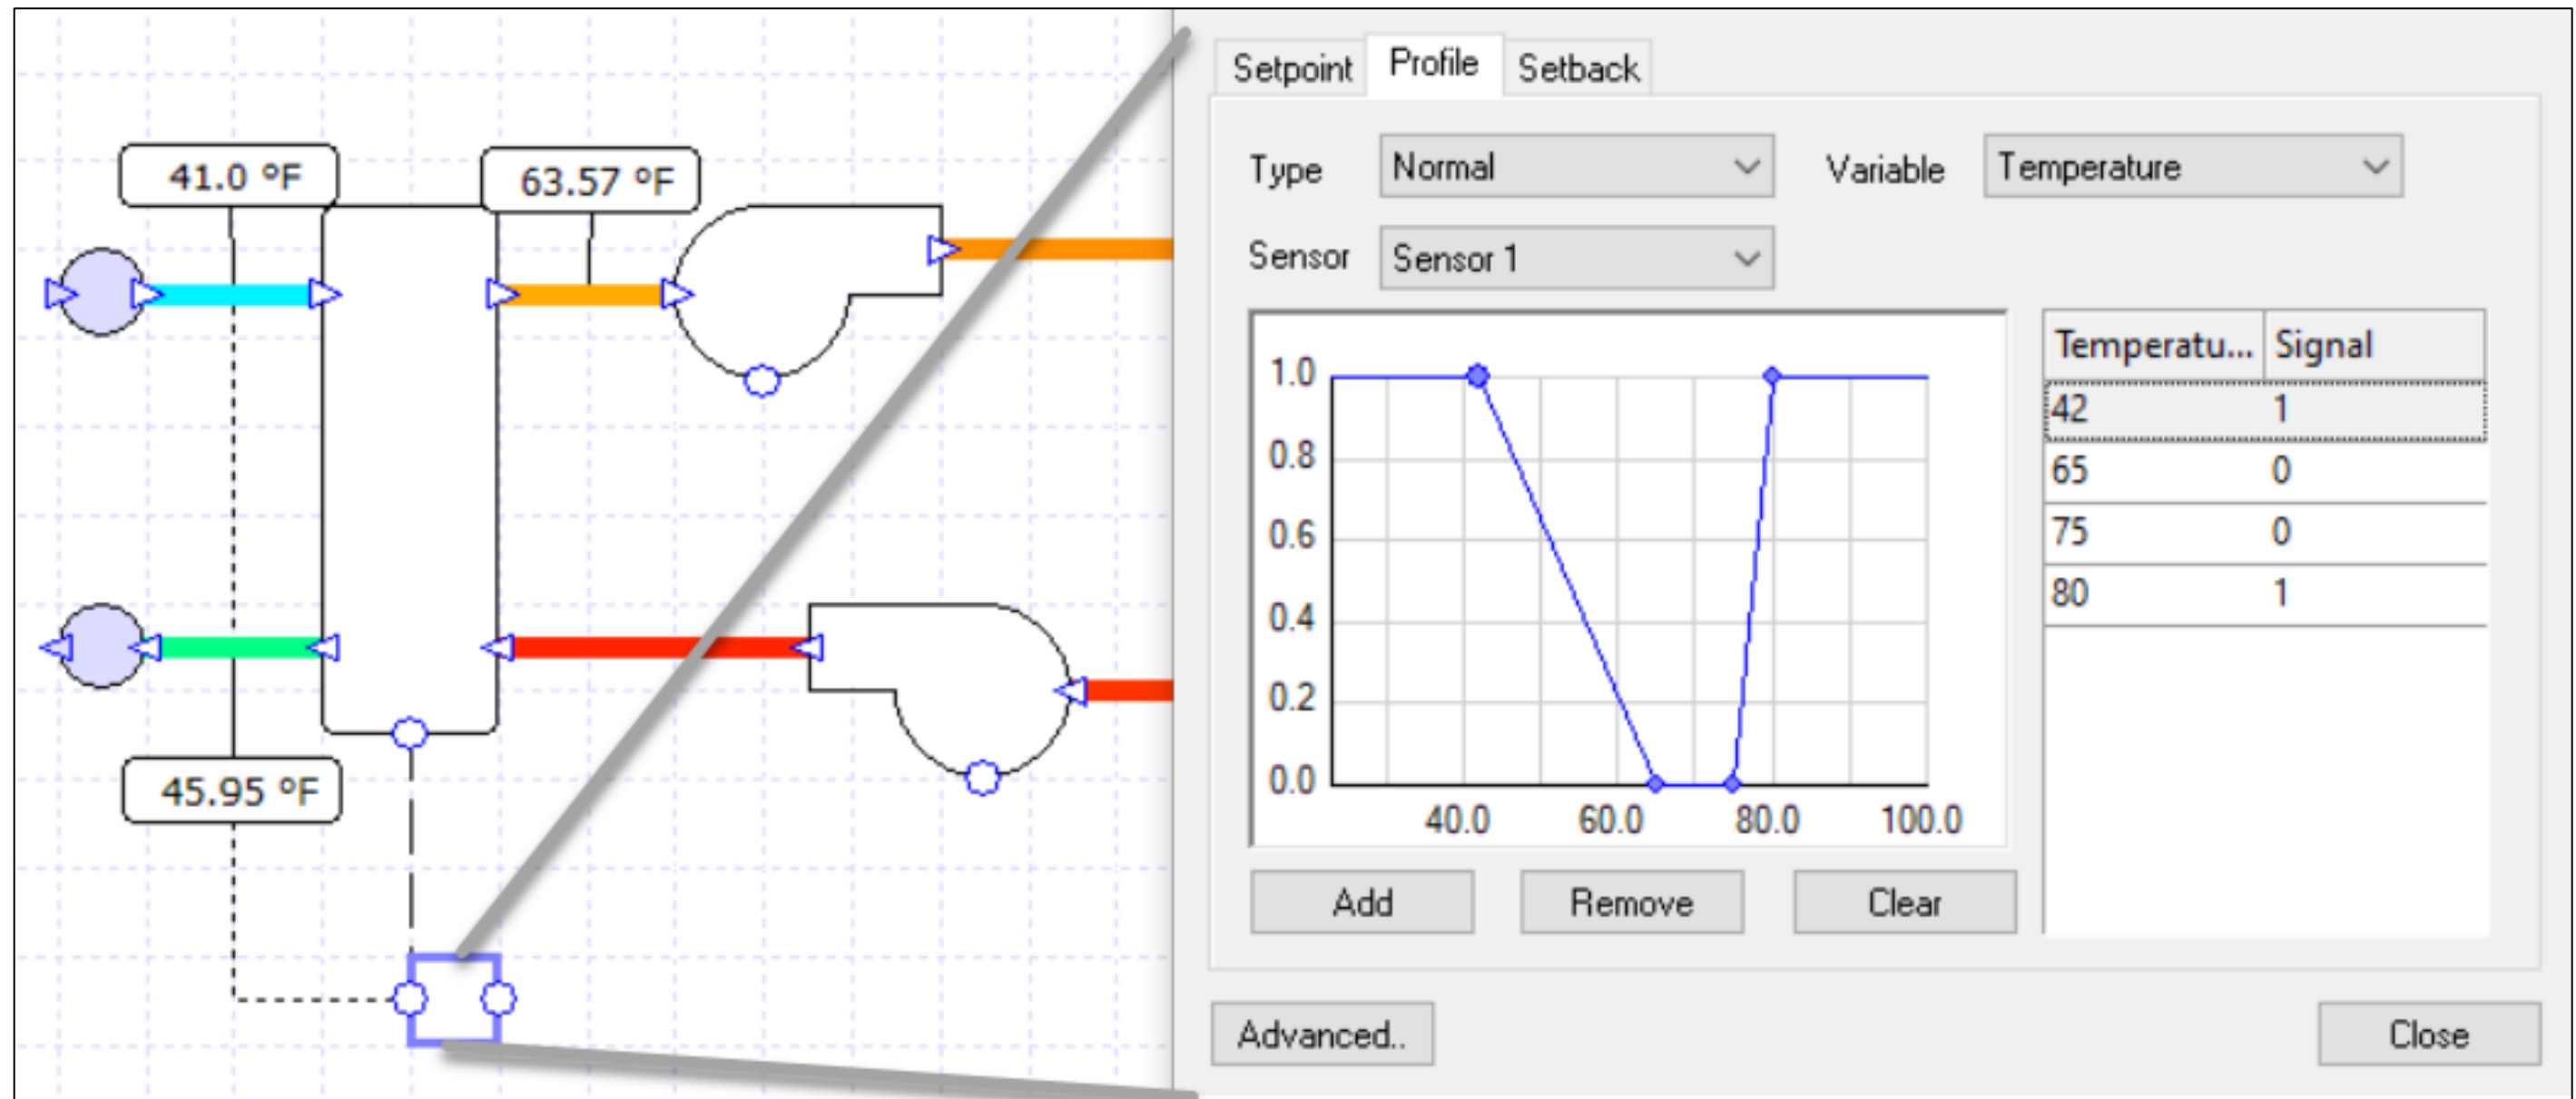 41.0 °F
63.57 °F
45.95 °F
Setpoint Profile Setback
Type Normal Variable Temperature
Sensor Sensor 1
1.0
0.8
0.6
0.4
0.2
0.0
40.0 60.0 80.0 100.0
Temperatu... Signal
42 1
65 0
75 0
80 1
Add Remove Clear
Advanced.. Close